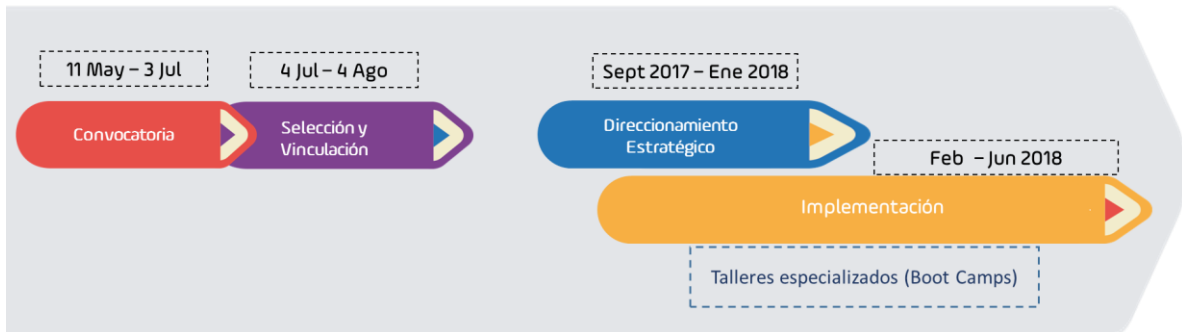 11 May – 3 Jul
4 Jul – 4 Ago
Sept 2017 – Ene 2018
Convocatoria
Selección y
Vinculación
Direccionamiento
Estratégico
Feb – Jun 2018
Implementación
Talleres especializados (Boot Camps)